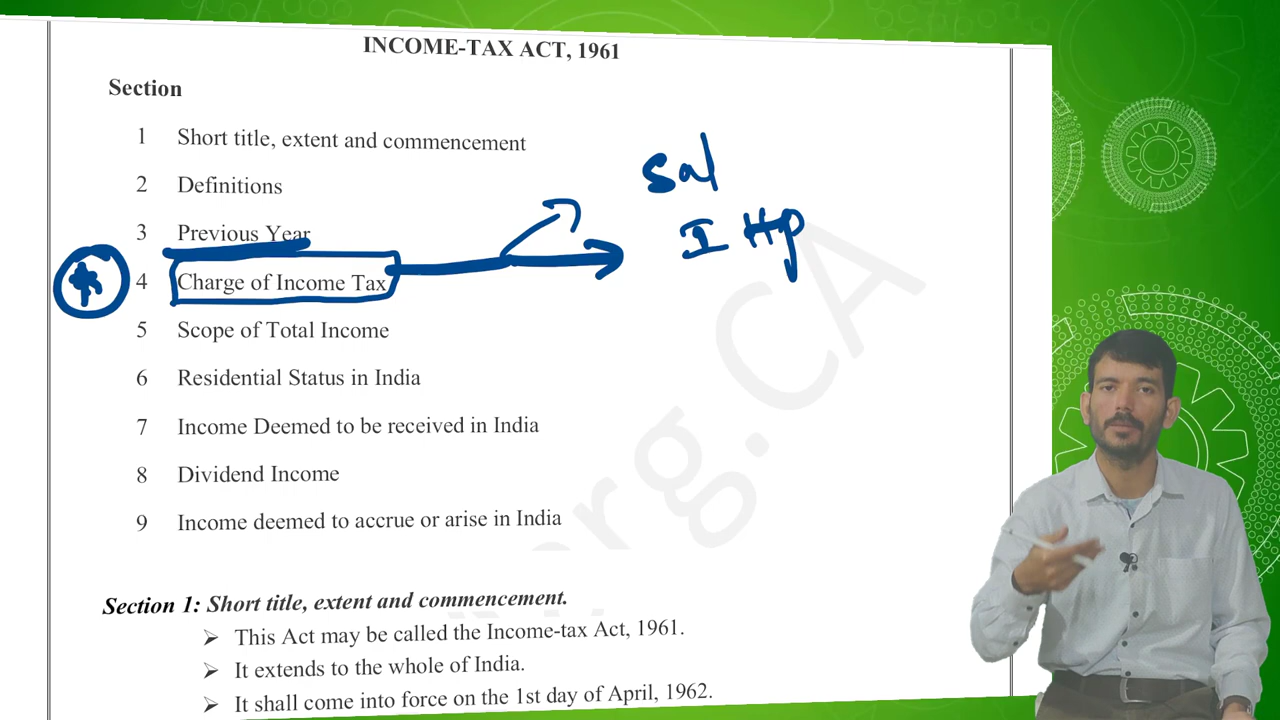 INCOME-TAX ACT, 1961
Section
1 Short title, extent and commencement
2 Definitions
3 Previous Year
4 Charge of Income Tax
5 Scope of Total Income
6 Residential Status in India
7 Income Deemed to be received in India
8 Dividend Income
9 Income deemed to accrue or arise in India
Sal
I Hp
rg.CA
Section 1: Short title, extent and commencement.
➢ This Act may be called the Income-tax Act, 1961.
➢ It extends to the whole of India.
➢ It shall come into force on the 1st day of April, 1962.